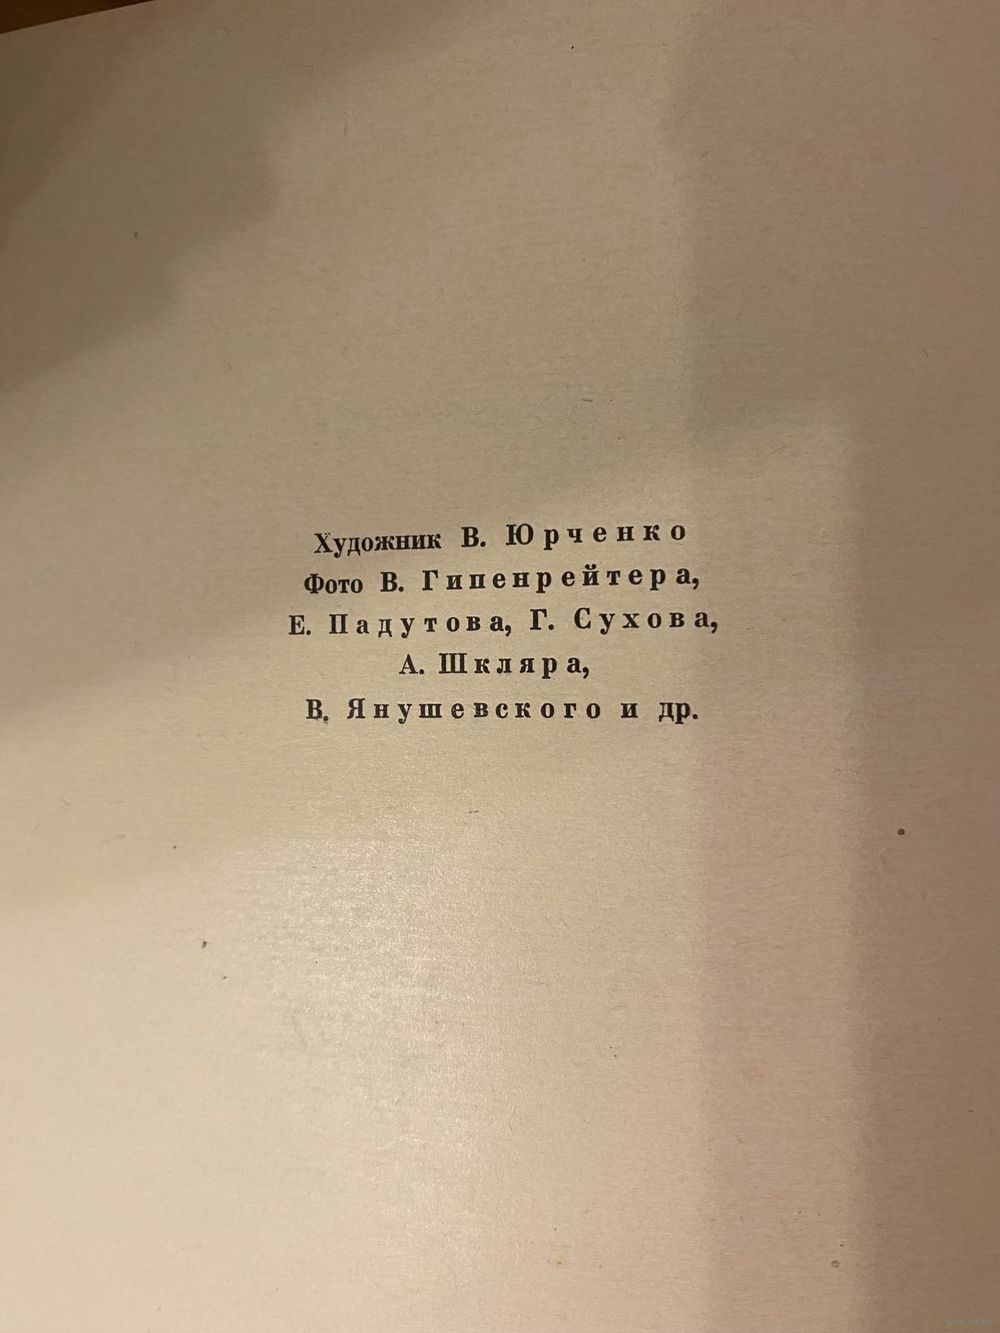 Художник В. Юрченко
Фото В. Гипенрейтера,
Е. Падутова, Г. Сухова,
А. Шкляра,
В. Янушевского и др.